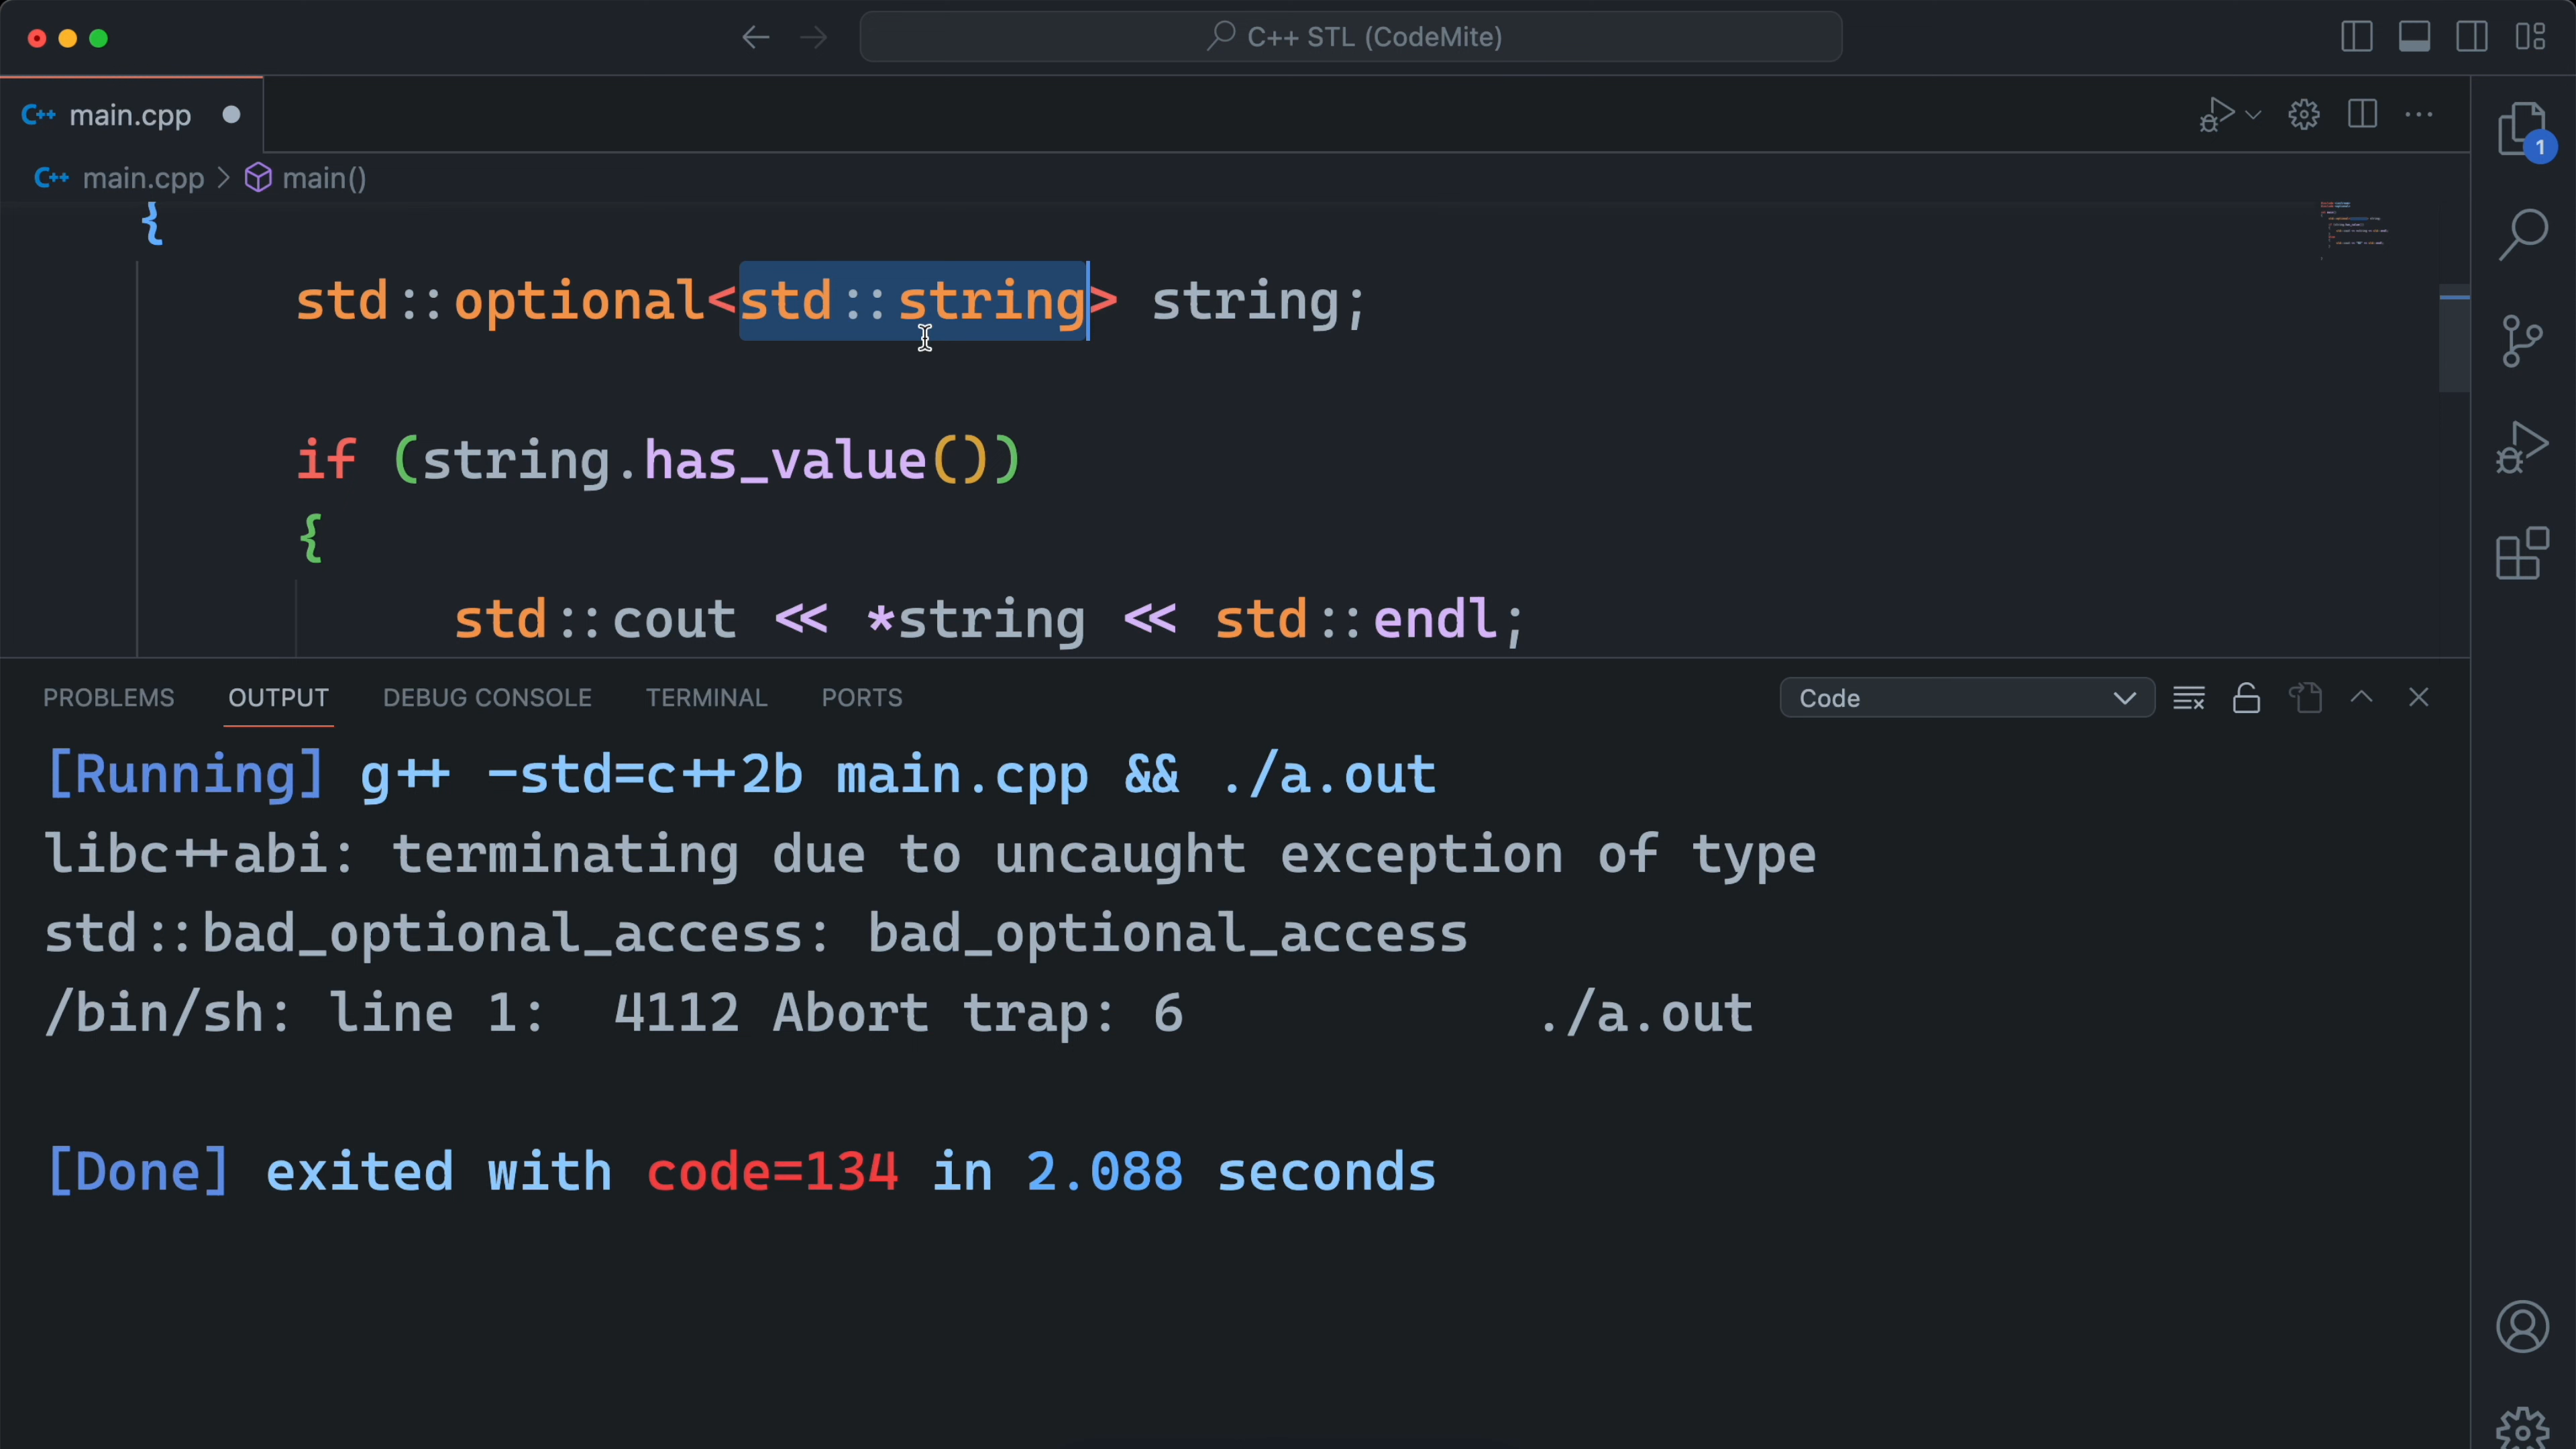 C++ STL (CodeMite)
C++ main.cpp
1
C++ main.cpp > main()
{
std::optional<std::string> string;
if (string.has_value())
{
std::cout << *string << std::endl;
PROBLEMS OUTPUT DEBUG CONSOLE TERMINAL PORTS Code
[Running] g++ -std=c++2b main.cpp && ./a.out
libc++abi: terminating due to uncaught exception of type
std::bad_optional_access: bad_optional_access
/bin/sh: line 1:  4112 Abort trap: 6           ./a.out
[Done] exited with code=134 in 2.088 seconds